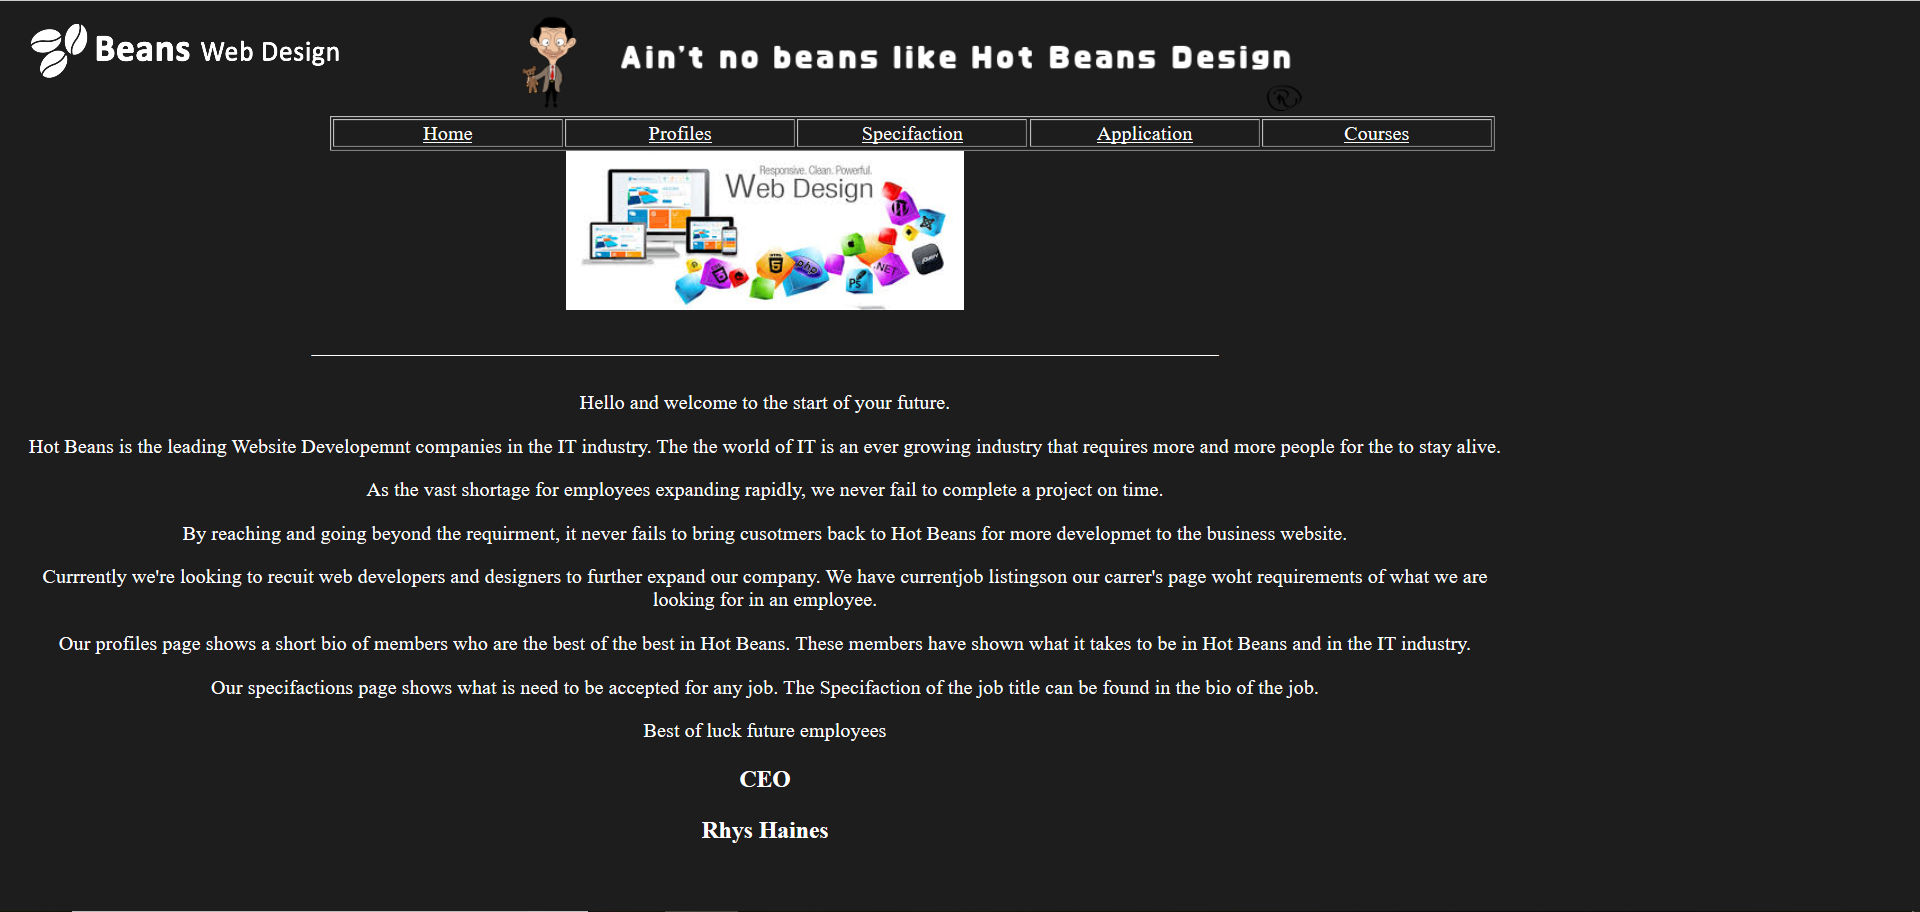 Beans Web Design
Ain't no beans like Hot Beans Design
R
Home
Profiles
Specifaction
Application
Courses
Responsive. Clean. Powerful.
Web Design
php
.NET
jQuery
PS
Hello and welcome to the start of your future.
Hot Beans is the leading Website Developemnt companies in the IT industry. The the world of IT is an ever growing industry that requires more and more people for the to stay alive.
As the vast shortage for employees expanding rapidly, we never fail to complete a project on time.
By reaching and going beyond the requirment, it never fails to bring cusotmers back to Hot Beans for more developmet to the business website.
Currrently we're looking to recuit web developers and designers to further expand our company. We have currentjob listingson our carrer's page woht requirements of what we are
looking for in an employee.
Our profiles page shows a short bio of members who are the best of the best in Hot Beans. These members have shown what it takes to be in Hot Beans and in the IT industry.
Our specifactions page shows what is need to be accepted for any job. The Specifaction of the job title can be found in the bio of the job.
Best of luck future employees
CEO
Rhys Haines